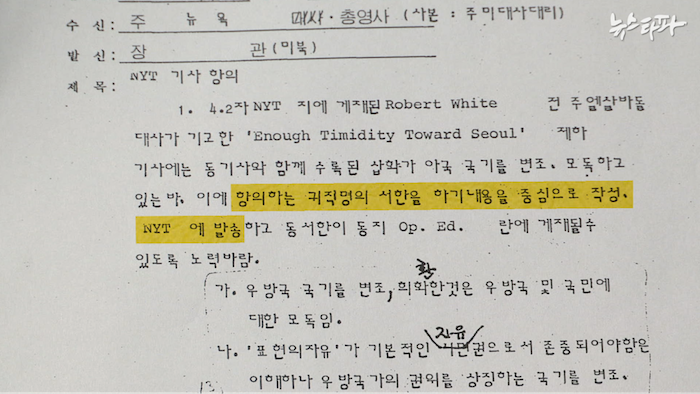 뉴스타파
수 신: 주 뉴욕 총영사 (사본 : 주미대사대리)
발 신: 장 관(미북)
제 목: NYT 기사 항의
1. 4.2자 NYT 지에 게재된 Robert White 전 주엘살바돌
대사가 기고한 'Enough Timidity Toward Seoul' 제하
기사에는 동기사와 함께 수록된 삽화가 아국 국기를 변조. 모독하고
있는바. 이에 항의하는 귀직명의 서한을 하기내용을 중심으로 작성.
NYT 에 발송하고 동서한이 동지 Op. Ed. 란에 게재될수
있도록 노력바람.
가. 우방국 국기를 변조, 희화한것은 우방국 및 국민에
환
대한 모독임.
자유
나. '표현의자유'가 기본적인 시민권으로서 존중되어야함은
이해하나 우방국가의 권위를 상징하는 국기를 변조.